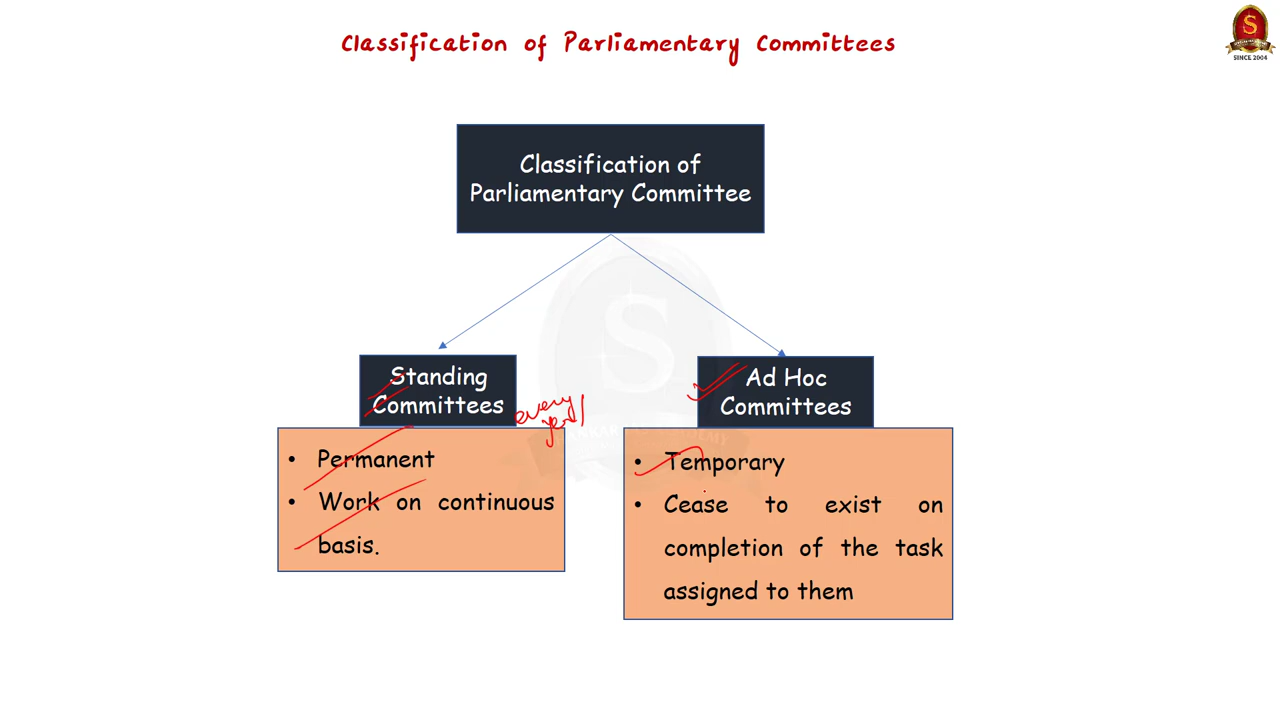 Classification of Parliamentary Committees
S
SINCE 2004
Classification of
Parliamentary Committee
Standing
Committees
every
year
Ad Hoc
Committees
• Permanent
• Work on continuous
basis.
• Temporary
• Cease to exist on
completion of the task
assigned to them